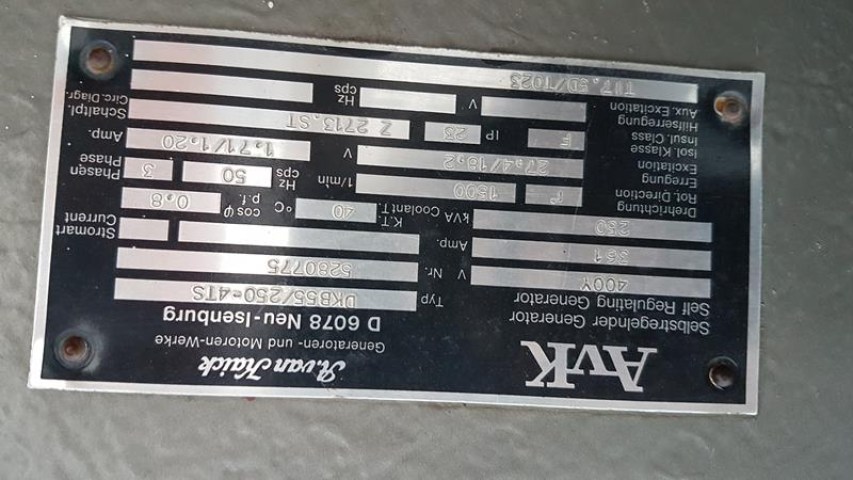 AvK
A.van Kaick
Generatoren- und Motoren-Werke
D 6078 Neu-Isenburg
Selbstregelnder Generator
Self Regulating Generator
Typ DKB55/250-4TS
400Y V Nr. 5280775
361 Amp. Stromart Current
250 kVA K.T. Coolant T. 40 °C cos φ p.f. 0,8
Drehrichtung Rot. Direction 1500 1/min 50 Hz cps 3 Phasen Phase
Erregung Excitation 27,4/18,2 V 1,71/1,20 Amp.
Isol. Klasse Insul. Class F IP 23 Z 2713.ST Schaltpl. Circ. Diagr.
Hilfserregung Aux. Excitation V Hz cps